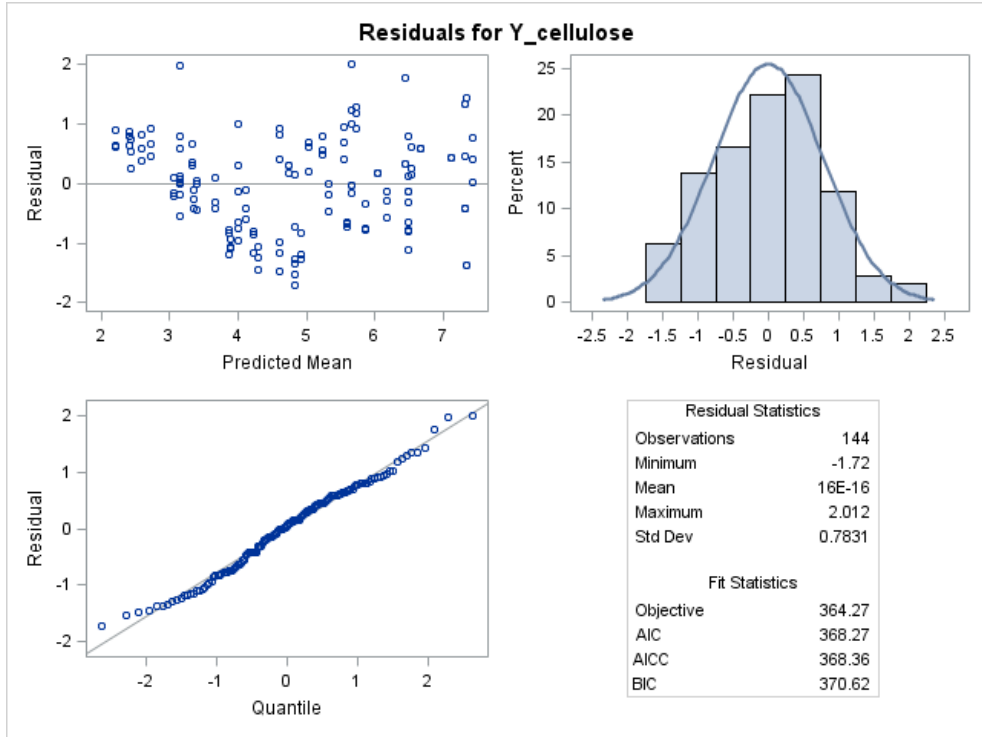 Residuals for Y_cellulose
2
1
0
-1
-2
Residual
2 3 4 5 6 7
Predicted Mean
25
20
15
10
5
0
Percent
-2.5 -2 -1.5 -1 -0.5 0 0.5 1 1.5 2 2.5
Residual
2
1
0
-1
-2
Residual
-2 -1 0 1 2
Quantile
Residual Statistics
Observations 144
Minimum -1.72
Mean 16E-16
Maximum 2.012
Std Dev 0.7831
Fit Statistics
Objective 364.27
AIC 368.27
AICC 368.36
BIC 370.62